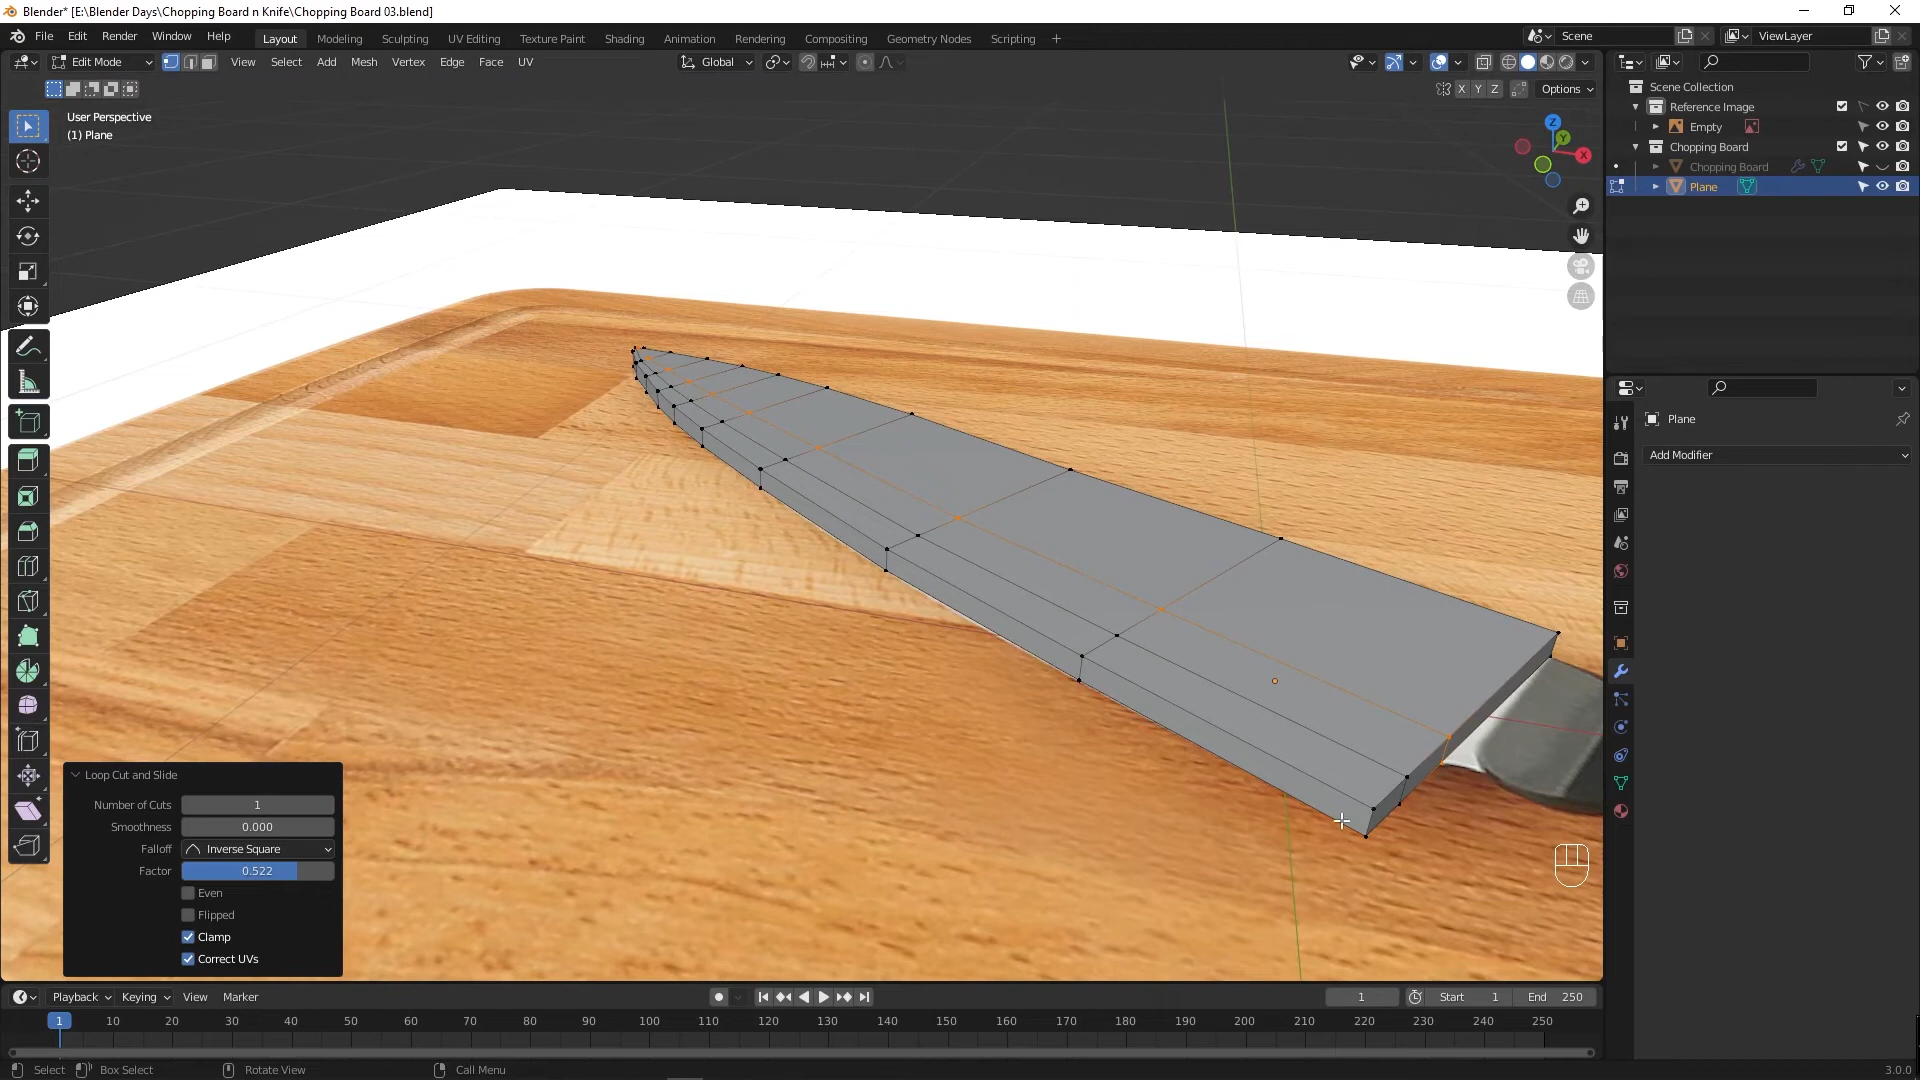 Blender* [E:\Blender Days\Chopping Board n Knife\Chopping Board 03.blend]
File Edit Render Window Help
Layout Modeling Sculpting UV Editing Texture Paint Shading Animation Rendering Compositing Geometry Nodes Scripting +
Scene ViewLayer
Edit Mode View Select Add Mesh Vertex Edge Face UV Global
X Y Z Options
User Perspective
(1) Plane
Z
Y
X
Scene Collection
Reference Image
Empty
Chopping Board
Chopping Board
Plane
Plane
Add Modifier
Loop Cut and Slide
Number of Cuts 1
Smoothness 0.000
Falloff Inverse Square
Factor 0.522
Even
Flipped
Clamp
Correct UVs
Playback Keying View Marker 1 Start 1 End 250
1 10 20 30 40 50 60 70 80 90 100 110 120 130 140 150 160 170 180 190 200 210 220 230 240 250
Select Box Select Rotate View Call Menu 3.0.0